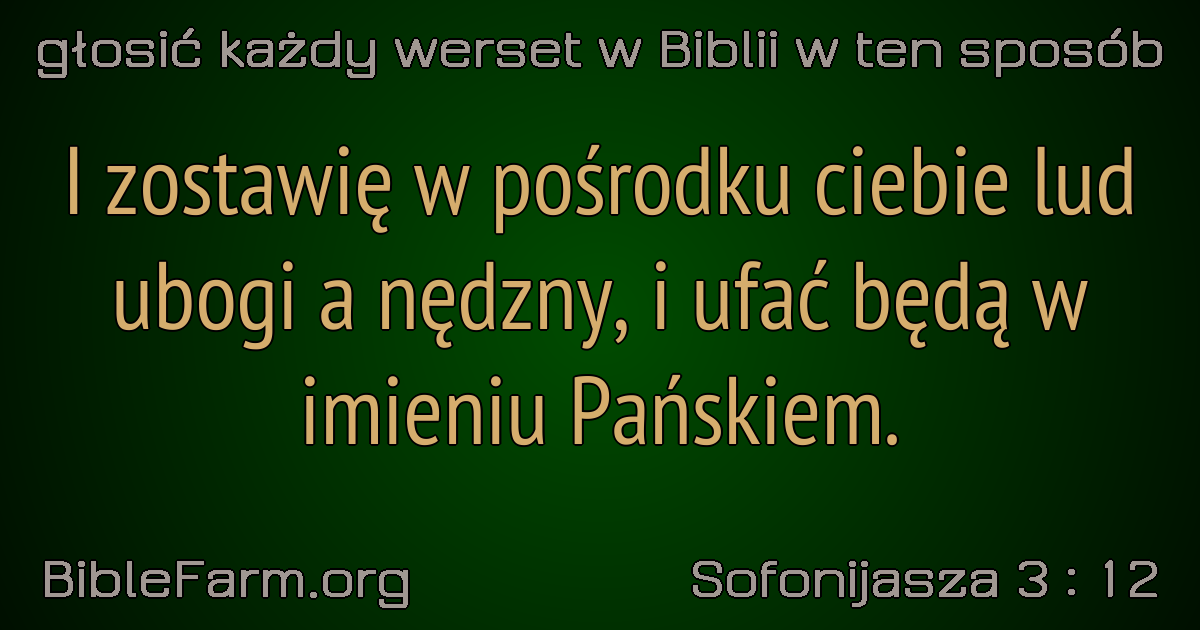 głosić każdy werset w Biblii w ten sposób
I zostawię w pośrodku ciebie lud
ubogi a nędzny, i ufać będą w
imieniu Pańskiem.
BibleFarm.org
Sofonijasza 3 : 12